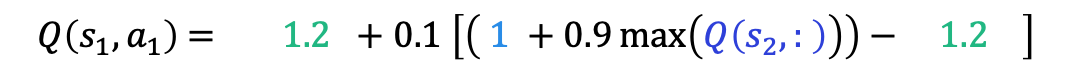 Q(s₁, a₁) = 1.2 + 0.1 [( 1 + 0.9 max(Q(s₂, : ))) − 1.2 ]